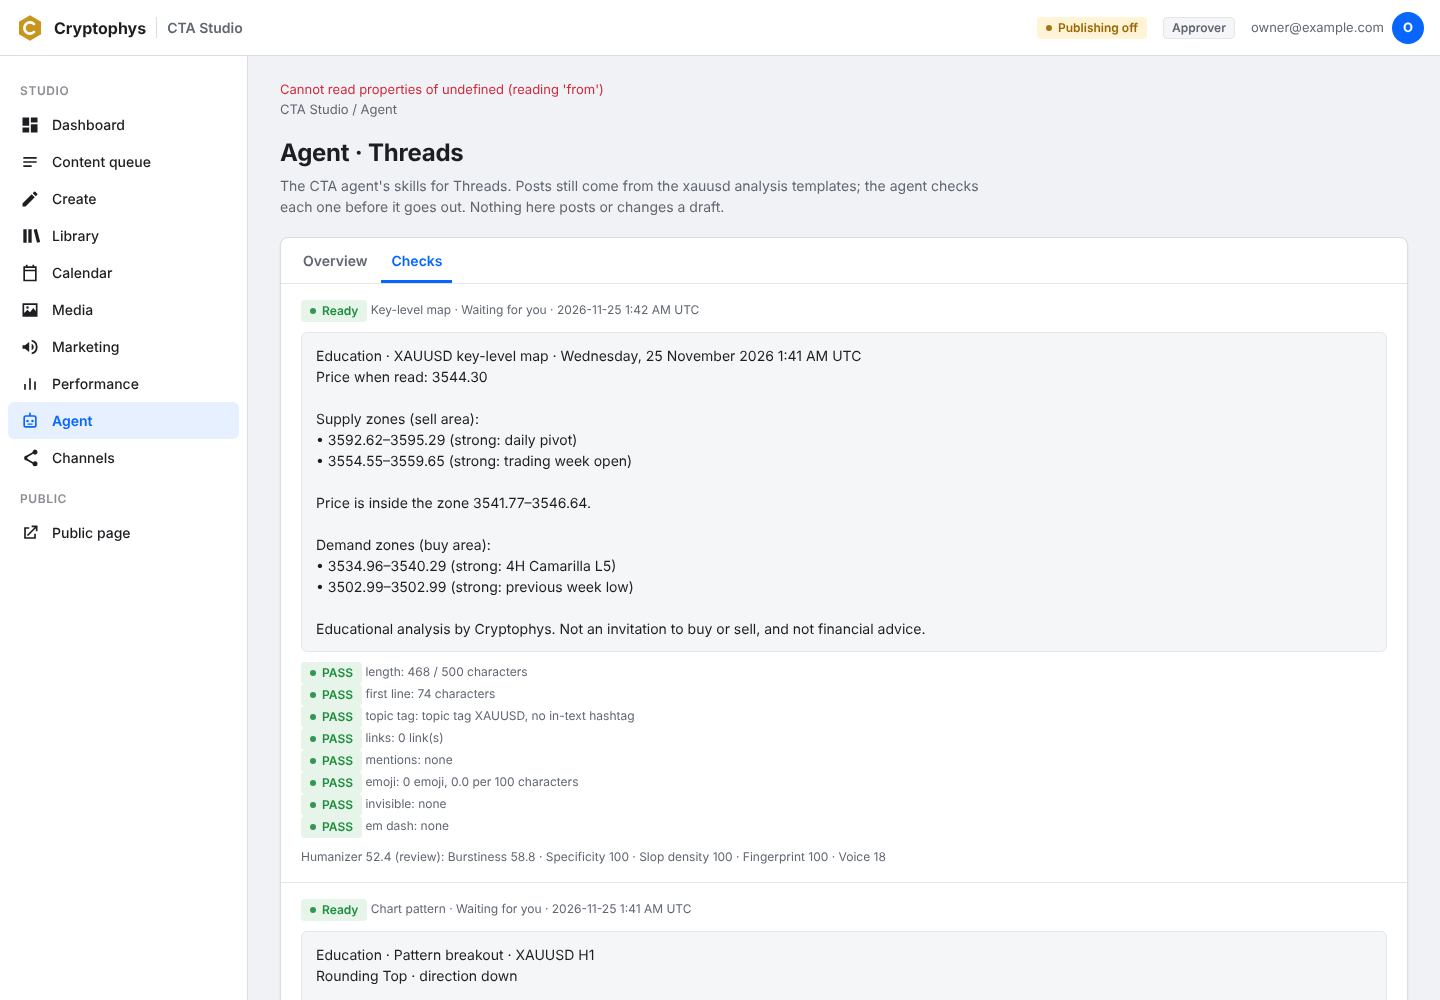 Cryptophys
CTA Studio
Publishing off
Approver
owner@example.com
O
STUDIO
Dashboard
Content queue
Create
Library
Calendar
Media
Marketing
Performance
Agent
Channels
PUBLIC
Public page
Cannot read properties of undefined (reading 'from')
CTA Studio / Agent
Agent · Threads
The CTA agent's skills for Threads. Posts still come from the xauusd analysis templates; the agent checks
each one before it goes out. Nothing here posts or changes a draft.
Overview
Checks
Ready Key-level map · Waiting for you · 2026-11-25 1:42 AM UTC
Education · XAUUSD key-level map · Wednesday, 25 November 2026 1:41 AM UTC
Price when read: 3544.30
Supply zones (sell area):
• 3592.62–3595.29 (strong: daily pivot)
• 3554.55–3559.65 (strong: trading week open)
Price is inside the zone 3541.77–3546.64.
Demand zones (buy area):
• 3534.96–3540.29 (strong: 4H Camarilla L5)
• 3502.99–3502.99 (strong: previous week low)
Educational analysis by Cryptophys. Not an invitation to buy or sell, and not financial advice.
PASS length: 468 / 500 characters
PASS first line: 74 characters
PASS topic tag: topic tag XAUUSD, no in-text hashtag
PASS links: 0 link(s)
PASS mentions: none
PASS emoji: 0 emoji, 0.0 per 100 characters
PASS invisible: none
PASS em dash: none
Humanizer 52.4 (review): Burstiness 58.8 · Specificity 100 · Slop density 100 · Fingerprint 100 · Voice 18
Ready Chart pattern · Waiting for you · 2026-11-25 1:41 AM UTC
Education · Pattern breakout · XAUUSD H1
Rounding Top · direction down